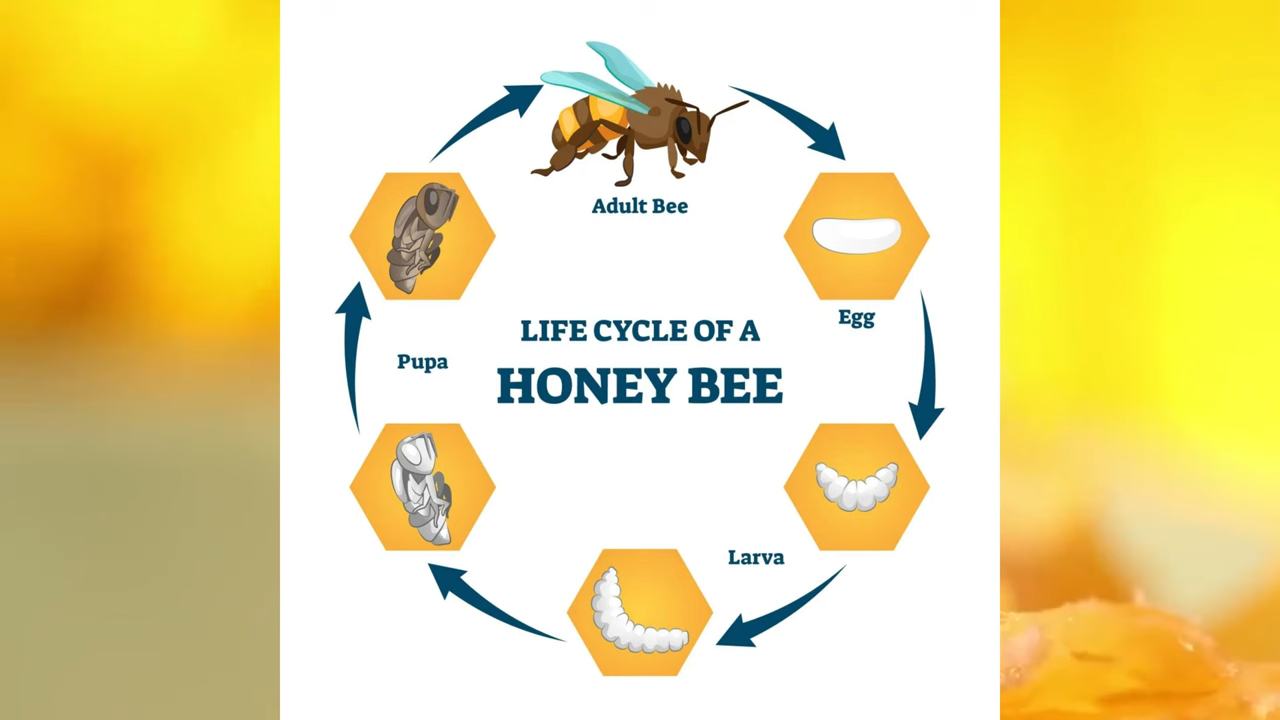 Adult Bee
Egg
LIFE CYCLE OF A
HONEY BEE
Pupa
Larva